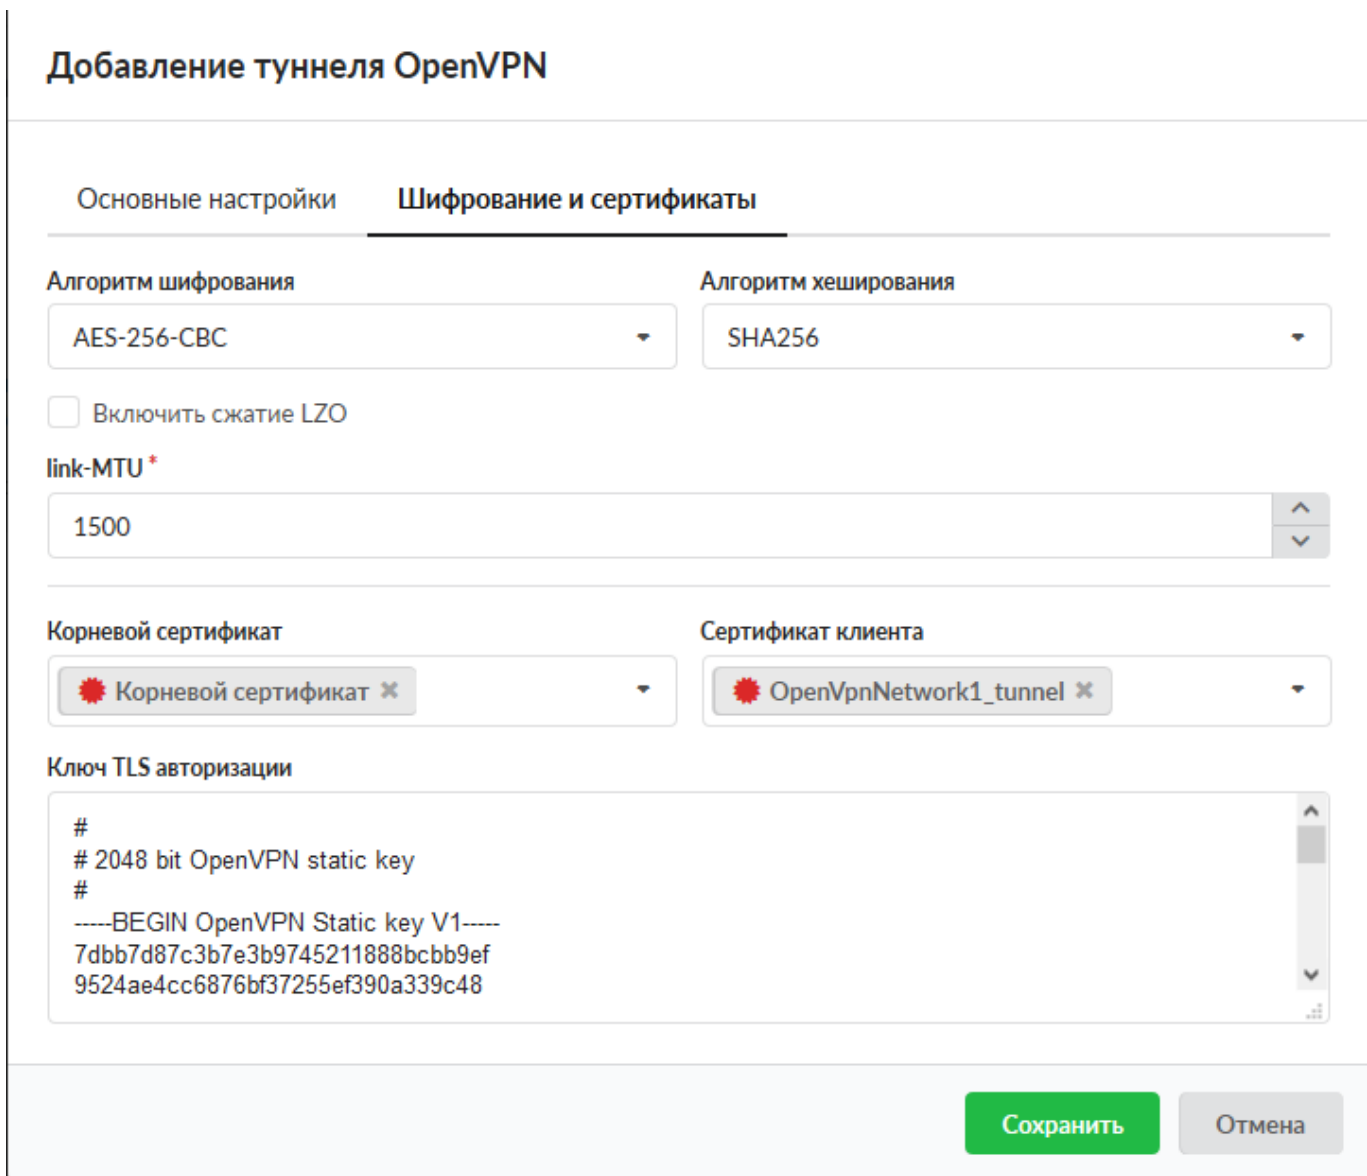 Добавление туннеля OpenVPN
Основные настройки Шифрование и сертификаты
Алгоритм шифрования Алгоритм хеширования
AES-256-CBC SHA256
Включить сжатие LZO
link-MTU *
1500
Корневой сертификат Сертификат клиента
Корневой сертификат OpenVpnNetwork1_tunnel
Ключ TLS авторизации
#
# 2048 bit OpenVPN static key
#
-----BEGIN OpenVPN Static key V1-----
7dbb7d87c3b7e3b9745211888bcbb9ef
9524ae4cc6876bf37255ef390a339c48
Сохранить Отмена